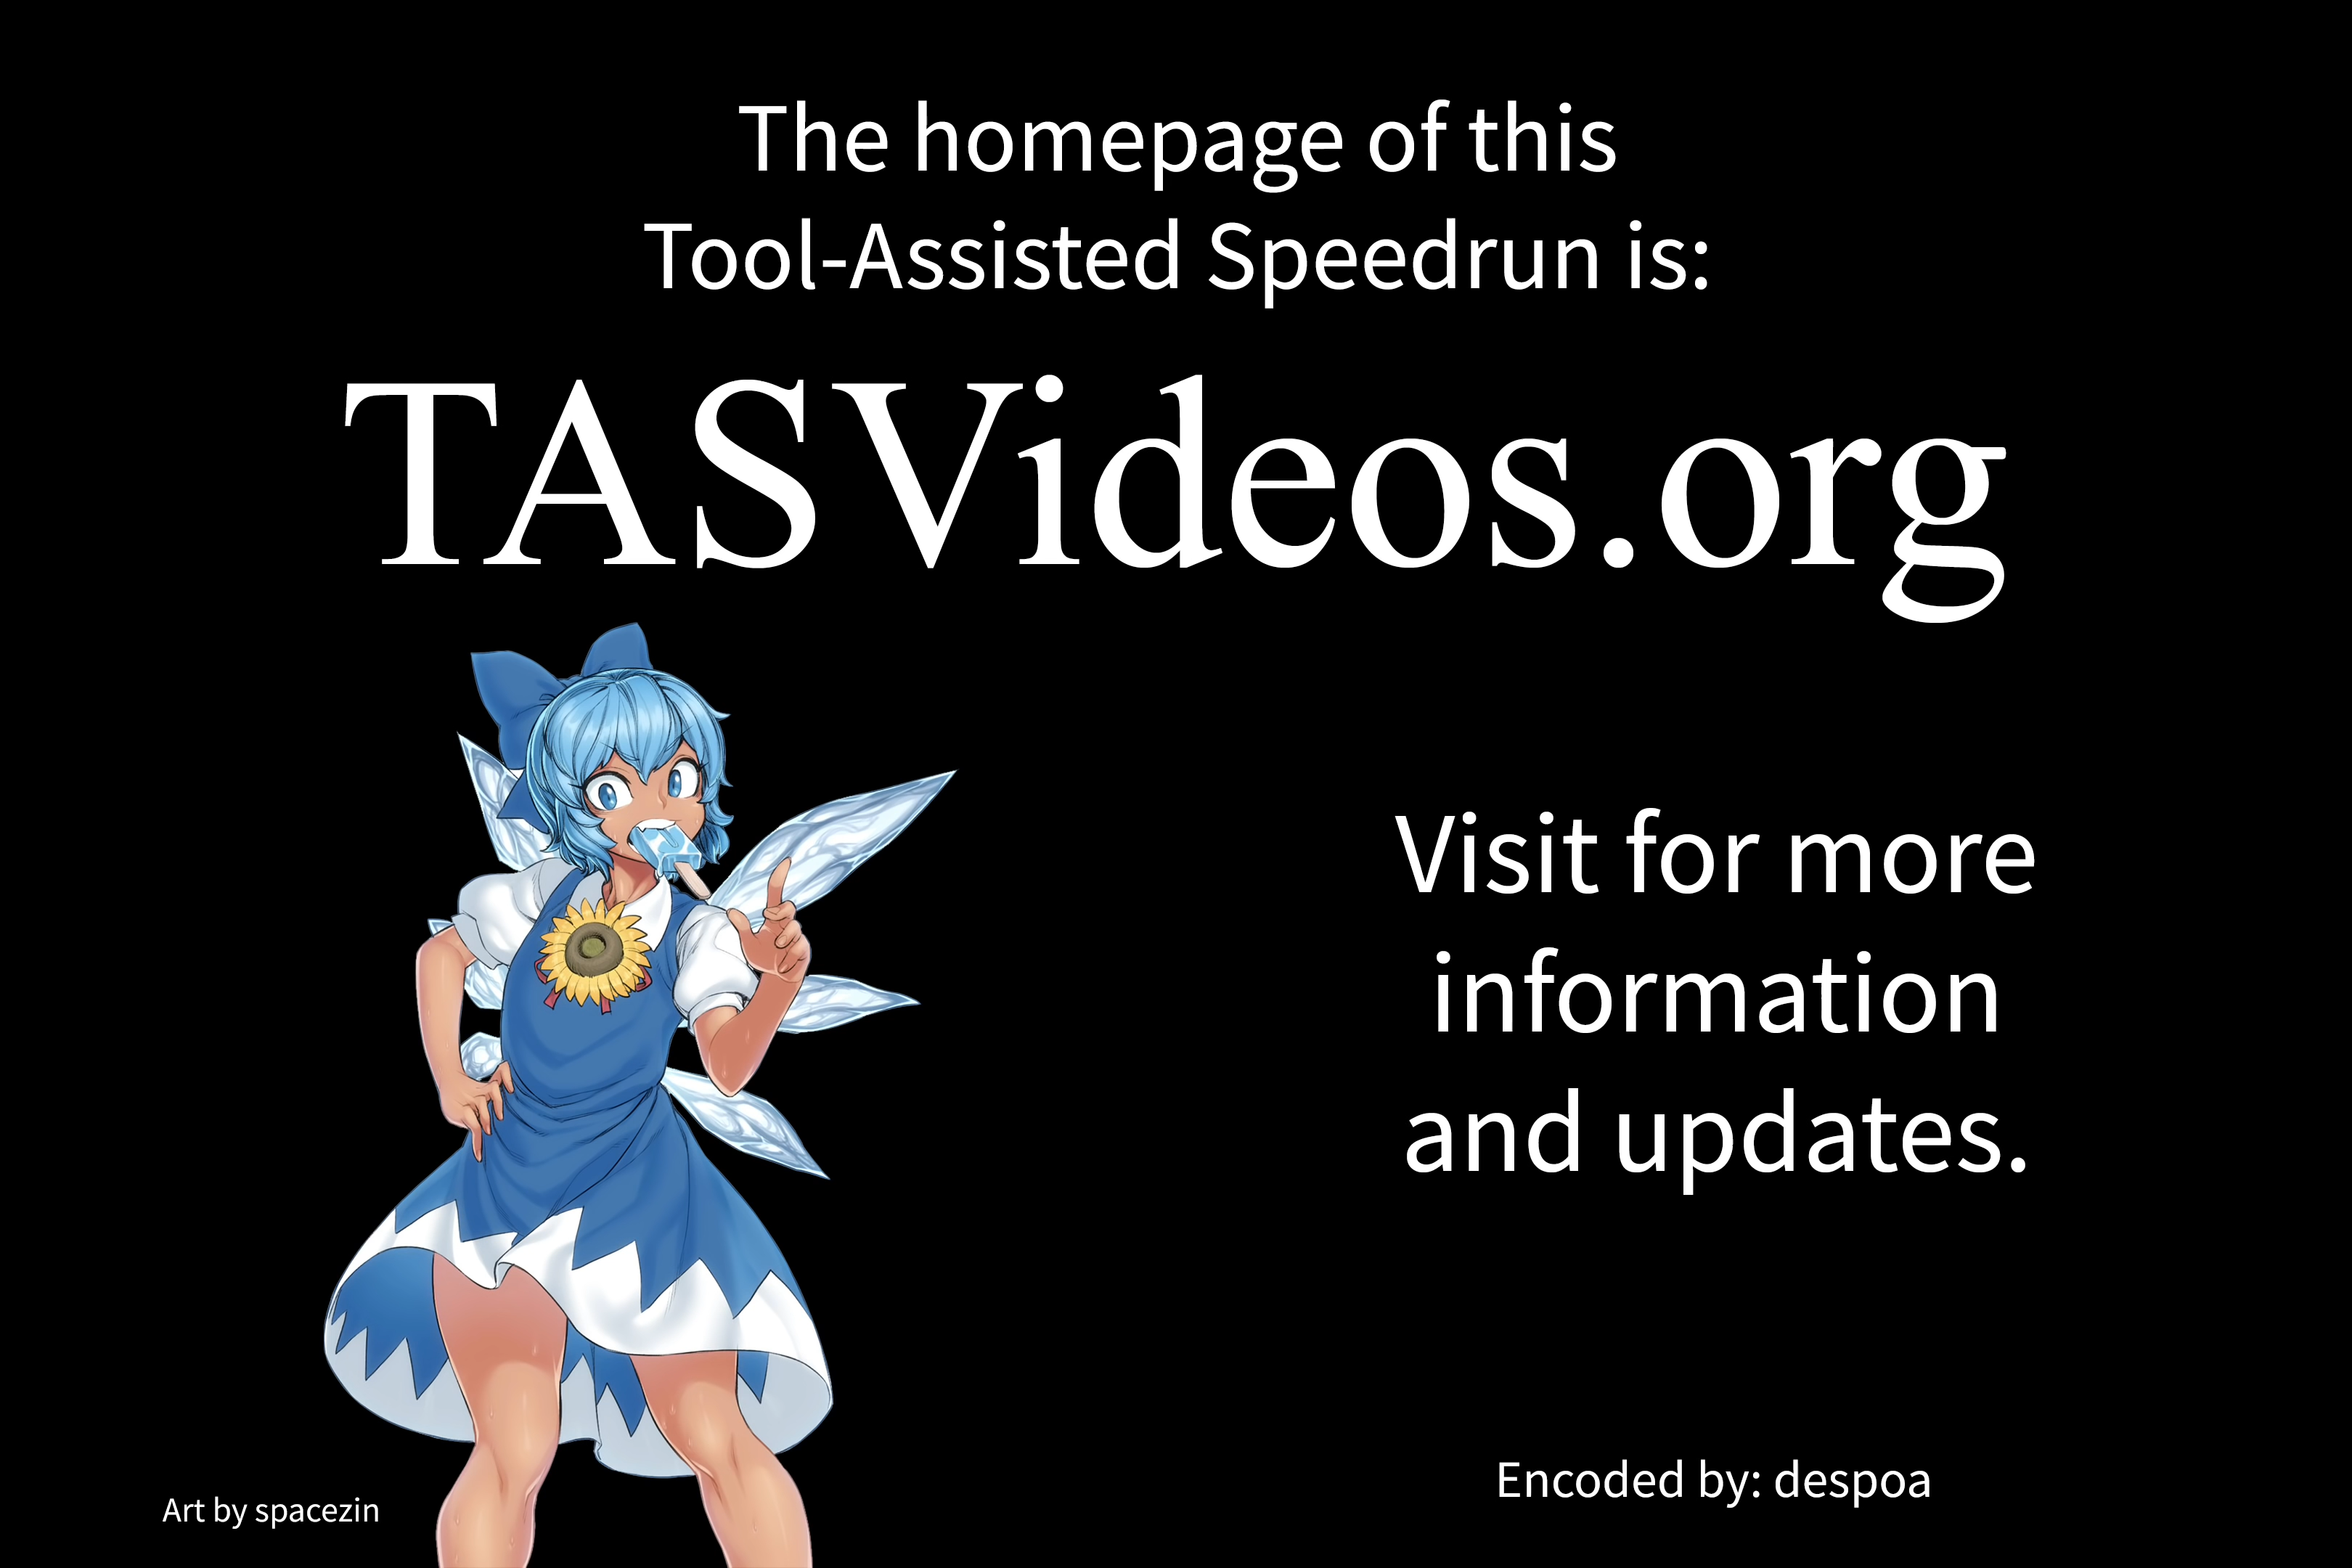 The homepage of this
Tool-Assisted Speedrun is:
TASVideos.org
Visit for more
information
and updates.
Encoded by: despoa
Art by spacezin